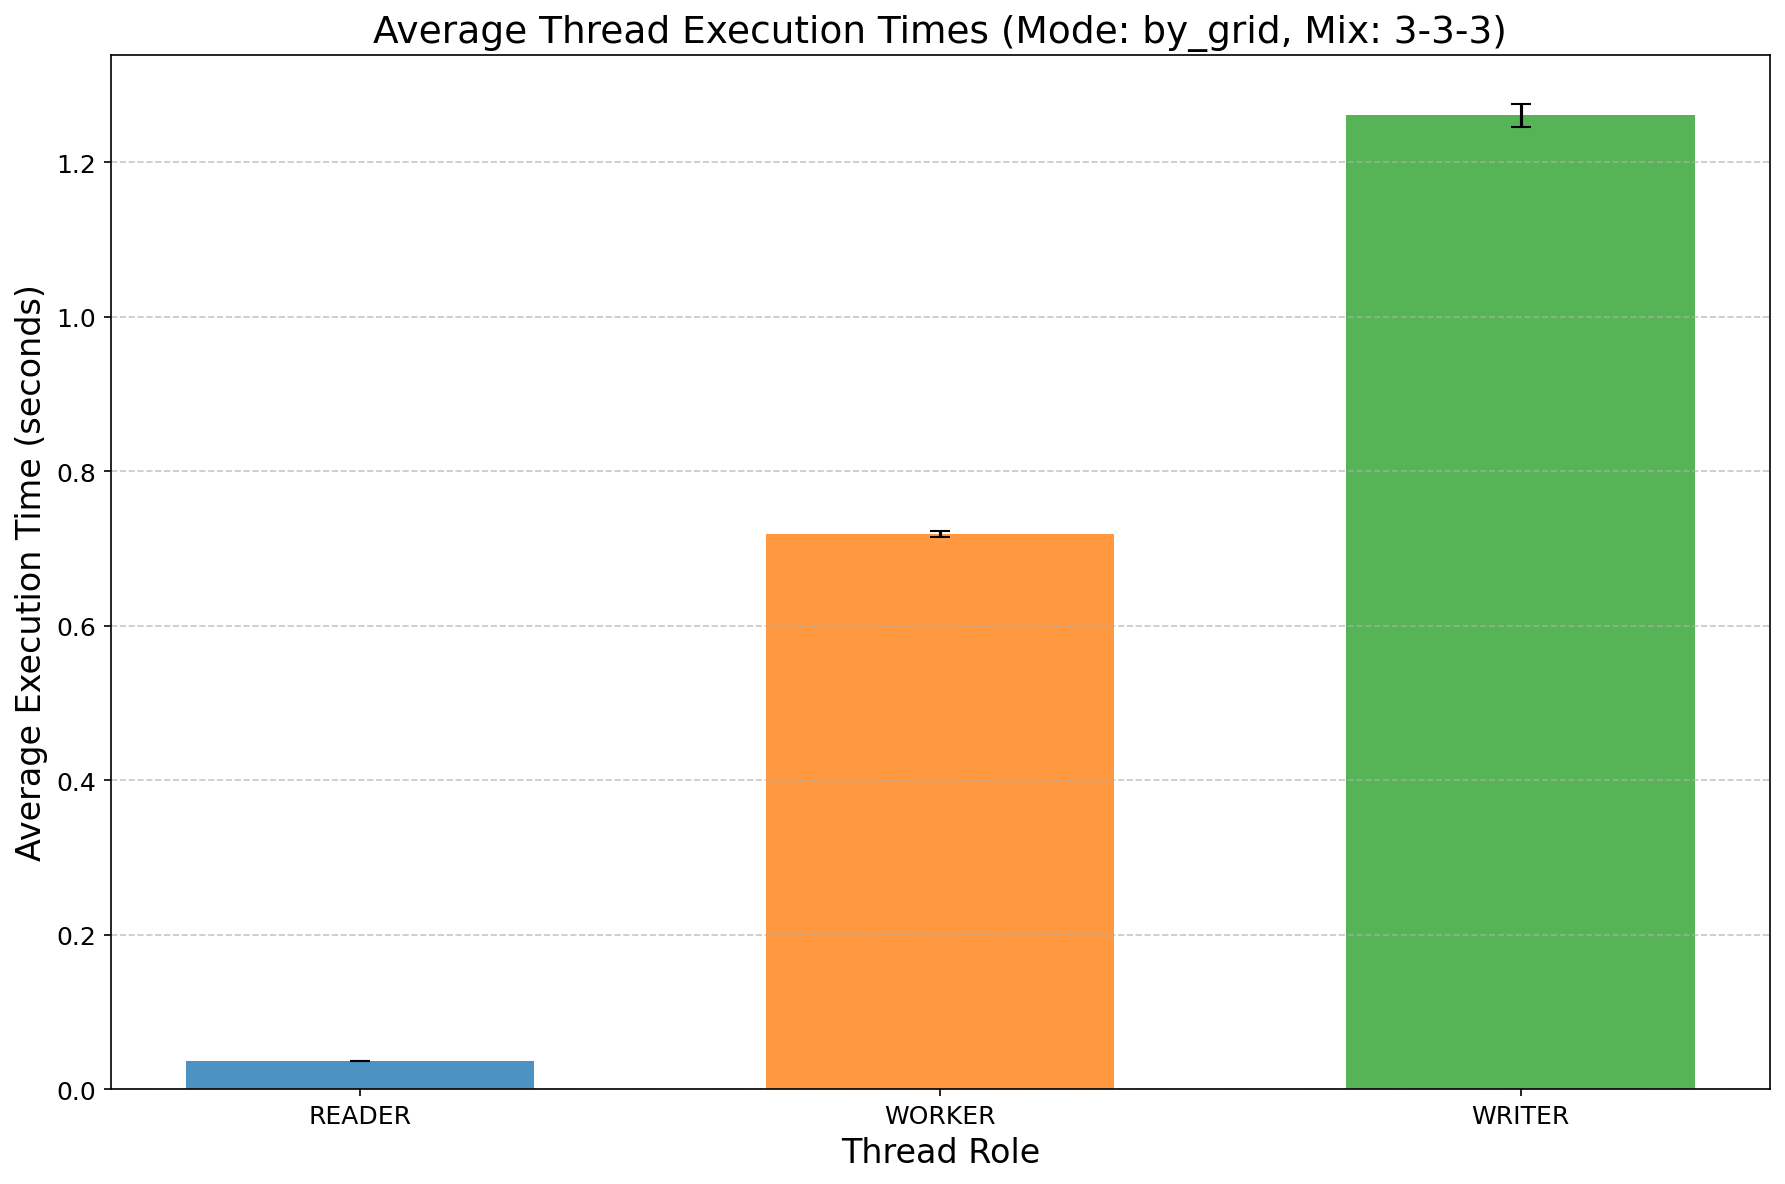 Average Thread Execution Times (Mode: by_grid, Mix: 3-3-3)
Average Execution Time (seconds)
1.2
1.0
0.8
0.6
0.4
0.2
0.0
READER
WORKER
WRITER
Thread Role